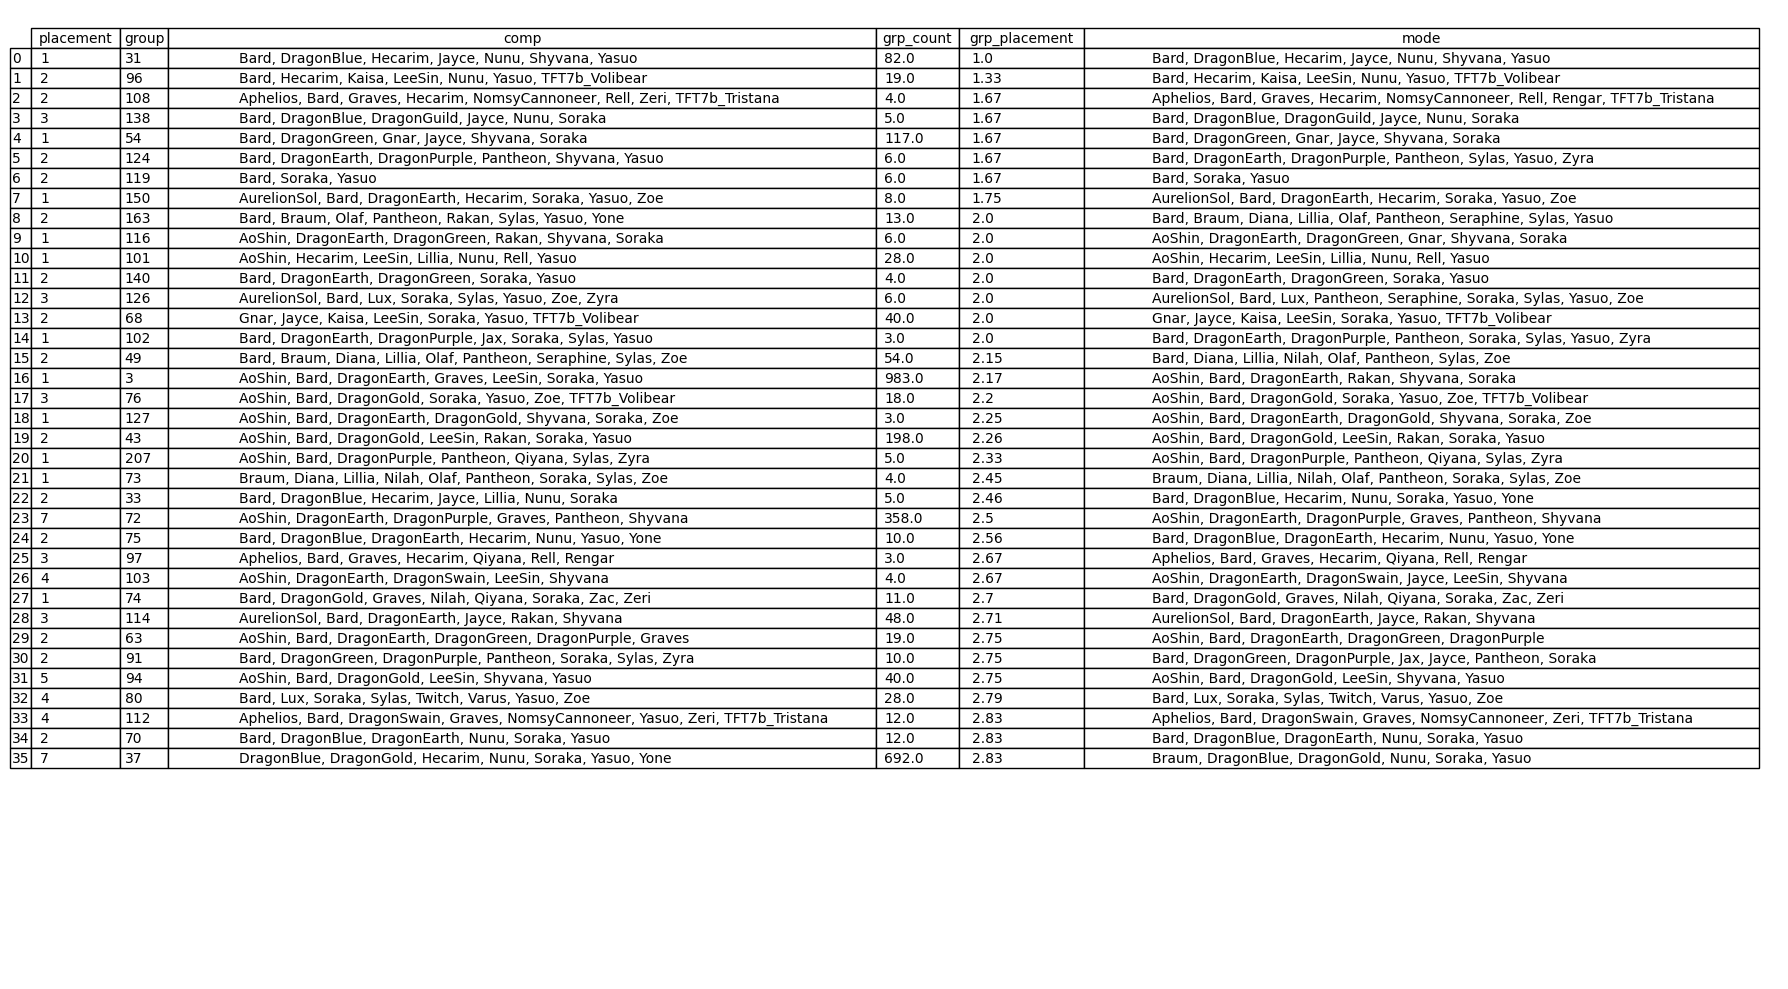 placement group comp grp_count grp_placement mode
0 1 31 Bard, DragonBlue, Hecarim, Jayce, Nunu, Shyvana, Yasuo 82.0 1.0 Bard, DragonBlue, Hecarim, Jayce, Nunu, Shyvana, Yasuo
1 2 96 Bard, Hecarim, Kaisa, LeeSin, Nunu, Yasuo, TFT7b_Volibear 19.0 1.33 Bard, Hecarim, Kaisa, LeeSin, Nunu, Yasuo, TFT7b_Volibear
2 2 108 Aphelios, Bard, Graves, Hecarim, NomsyCannoneer, Rell, Zeri, TFT7b_Tristana 4.0 1.67 Aphelios, Bard, Graves, Hecarim, NomsyCannoneer, Rell, Rengar, TFT7b_Tristana
3 3 138 Bard, DragonBlue, DragonGuild, Jayce, Nunu, Soraka 5.0 1.67 Bard, DragonBlue, DragonGuild, Jayce, Nunu, Soraka
4 1 54 Bard, DragonGreen, Gnar, Jayce, Shyvana, Soraka 117.0 1.67 Bard, DragonGreen, Gnar, Jayce, Shyvana, Soraka
5 2 124 Bard, DragonEarth, DragonPurple, Pantheon, Shyvana, Yasuo 6.0 1.67 Bard, DragonEarth, DragonPurple, Pantheon, Sylas, Yasuo, Zyra
6 2 119 Bard, Soraka, Yasuo 6.0 1.67 Bard, Soraka, Yasuo
7 1 150 AurelionSol, Bard, DragonEarth, Hecarim, Soraka, Yasuo, Zoe 8.0 1.75 AurelionSol, Bard, DragonEarth, Hecarim, Soraka, Yasuo, Zoe
8 2 163 Bard, Braum, Olaf, Pantheon, Rakan, Sylas, Yasuo, Yone 13.0 2.0 Bard, Braum, Diana, Lillia, Olaf, Pantheon, Seraphine, Sylas, Yasuo
9 1 116 AoShin, DragonEarth, DragonGreen, Rakan, Shyvana, Soraka 6.0 2.0 AoShin, DragonEarth, DragonGreen, Gnar, Shyvana, Soraka
10 1 101 AoShin, Hecarim, LeeSin, Lillia, Nunu, Rell, Yasuo 28.0 2.0 AoShin, Hecarim, LeeSin, Lillia, Nunu, Rell, Yasuo
11 2 140 Bard, DragonEarth, DragonGreen, Soraka, Yasuo 4.0 2.0 Bard, DragonEarth, DragonGreen, Soraka, Yasuo
12 3 126 AurelionSol, Bard, Lux, Soraka, Sylas, Yasuo, Zoe, Zyra 6.0 2.0 AurelionSol, Bard, Lux, Pantheon, Seraphine, Soraka, Sylas, Yasuo, Zoe
13 2 68 Gnar, Jayce, Kaisa, LeeSin, Soraka, Yasuo, TFT7b_Volibear 40.0 2.0 Gnar, Jayce, Kaisa, LeeSin, Soraka, Yasuo, TFT7b_Volibear
14 1 102 Bard, DragonEarth, DragonPurple, Jax, Soraka, Sylas, Yasuo 3.0 2.0 Bard, DragonEarth, DragonPurple, Pantheon, Soraka, Sylas, Yasuo, Zyra
15 2 49 Bard, Braum, Diana, Lillia, Olaf, Pantheon, Seraphine, Sylas, Zoe 54.0 2.15 Bard, Diana, Lillia, Nilah, Olaf, Pantheon, Sylas, Zoe
16 1 3 AoShin, Bard, DragonEarth, Graves, LeeSin, Soraka, Yasuo 983.0 2.17 AoShin, Bard, DragonEarth, Rakan, Shyvana, Soraka
17 3 76 AoShin, Bard, DragonGold, Soraka, Yasuo, Zoe, TFT7b_Volibear 18.0 2.2 AoShin, Bard, DragonGold, Soraka, Yasuo, Zoe, TFT7b_Volibear
18 1 127 AoShin, Bard, DragonEarth, DragonGold, Shyvana, Soraka, Zoe 3.0 2.25 AoShin, Bard, DragonEarth, DragonGold, Shyvana, Soraka, Zoe
19 2 43 AoShin, Bard, DragonGold, LeeSin, Rakan, Soraka, Yasuo 198.0 2.26 AoShin, Bard, DragonGold, LeeSin, Rakan, Soraka, Yasuo
20 1 207 AoShin, Bard, DragonPurple, Pantheon, Qiyana, Sylas, Zyra 5.0 2.33 AoShin, Bard, DragonPurple, Pantheon, Qiyana, Sylas, Zyra
21 1 73 Braum, Diana, Lillia, Nilah, Olaf, Pantheon, Soraka, Sylas, Zoe 4.0 2.45 Braum, Diana, Lillia, Nilah, Olaf, Pantheon, Soraka, Sylas, Zoe
22 2 33 Bard, DragonBlue, Hecarim, Jayce, Lillia, Nunu, Soraka 5.0 2.46 Bard, DragonBlue, Hecarim, Nunu, Soraka, Yasuo, Yone
23 7 72 AoShin, DragonEarth, DragonPurple, Graves, Pantheon, Shyvana 358.0 2.5 AoShin, DragonEarth, DragonPurple, Graves, Pantheon, Shyvana
24 2 75 Bard, DragonBlue, DragonEarth, Hecarim, Nunu, Yasuo, Yone 10.0 2.56 Bard, DragonBlue, DragonEarth, Hecarim, Nunu, Yasuo, Yone
25 3 97 Aphelios, Bard, Graves, Hecarim, Qiyana, Rell, Rengar 3.0 2.67 Aphelios, Bard, Graves, Hecarim, Qiyana, Rell, Rengar
26 4 103 AoShin, DragonEarth, DragonSwain, LeeSin, Shyvana 4.0 2.67 AoShin, DragonEarth, DragonSwain, Jayce, LeeSin, Shyvana
27 1 74 Bard, DragonGold, Graves, Nilah, Qiyana, Soraka, Zac, Zeri 11.0 2.7 Bard, DragonGold, Graves, Nilah, Qiyana, Soraka, Zac, Zeri
28 3 114 AurelionSol, Bard, DragonEarth, Jayce, Rakan, Shyvana 48.0 2.71 AurelionSol, Bard, DragonEarth, Jayce, Rakan, Shyvana
29 2 63 AoShin, Bard, DragonEarth, DragonGreen, DragonPurple, Graves 19.0 2.75 AoShin, Bard, DragonEarth, DragonGreen, DragonPurple
30 2 91 Bard, DragonGreen, DragonPurple, Pantheon, Soraka, Sylas, Zyra 10.0 2.75 Bard, DragonGreen, DragonPurple, Jax, Jayce, Pantheon, Soraka
31 5 94 AoShin, Bard, DragonGold, LeeSin, Shyvana, Yasuo 40.0 2.75 AoShin, Bard, DragonGold, LeeSin, Shyvana, Yasuo
32 4 80 Bard, Lux, Soraka, Sylas, Twitch, Varus, Yasuo, Zoe 28.0 2.79 Bard, Lux, Soraka, Sylas, Twitch, Varus, Yasuo, Zoe
33 4 112 Aphelios, Bard, DragonSwain, Graves, NomsyCannoneer, Yasuo, Zeri, TFT7b_Tristana 12.0 2.83 Aphelios, Bard, DragonSwain, Graves, NomsyCannoneer, Zeri, TFT7b_Tristana
34 2 70 Bard, DragonBlue, DragonEarth, Nunu, Soraka, Yasuo 12.0 2.83 Bard, DragonBlue, DragonEarth, Nunu, Soraka, Yasuo
35 7 37 DragonBlue, DragonGold, Hecarim, Nunu, Soraka, Yasuo, Yone 692.0 2.83 Braum, DragonBlue, DragonGold, Nunu, Soraka, Yasuo